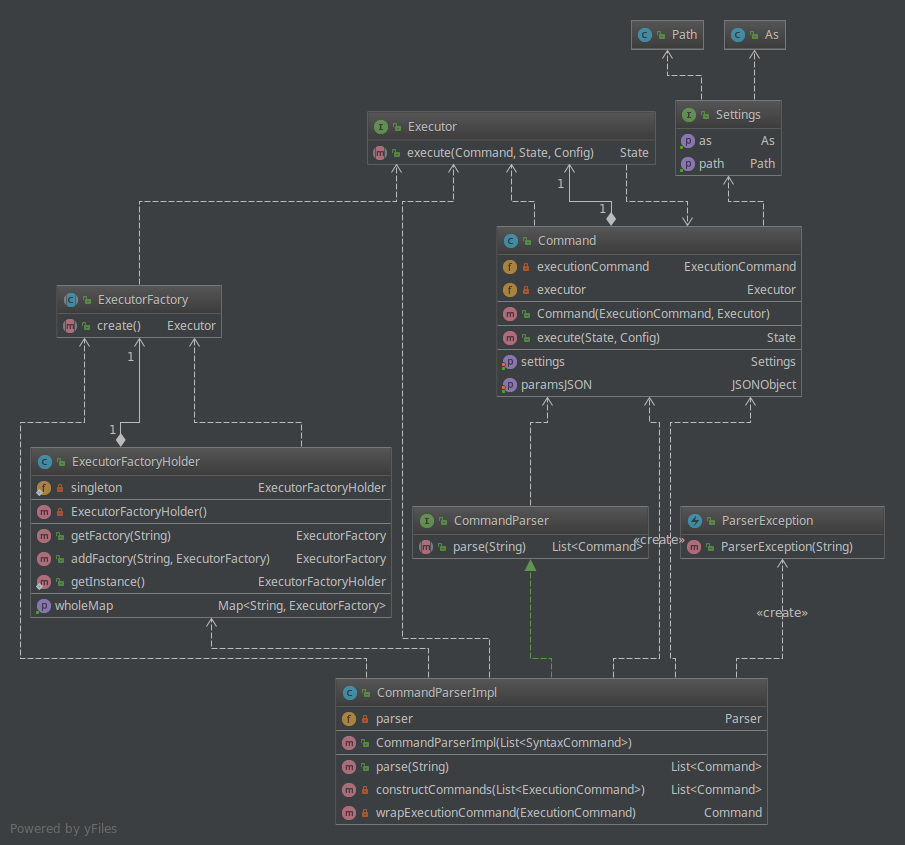 Path
As
Settings
as As
path Path
Executor
execute(Command, State, Config) State
1
1
Command
executionCommand ExecutionCommand
executor Executor
Command(ExecutionCommand, Executor)
execute(State, Config) State
settings Settings
paramsJSON JSONObject
ExecutorFactory
create() Executor
1
1
ExecutorFactoryHolder
singleton ExecutorFactoryHolder
ExecutorFactoryHolder()
getFactory(String) ExecutorFactory
addFactory(String, ExecutorFactory) ExecutorFactory
getInstance() ExecutorFactoryHolder
wholeMap Map<String, ExecutorFactory>
CommandParser
parse(String) List<Command>
«create»
ParserException
ParserException(String)
«create»
CommandParserImpl
parser Parser
CommandParserImpl(List<SyntaxCommand>)
parse(String) List<Command>
constructCommands(List<ExecutionCommand>) List<Command>
wrapExecutionCommand(ExecutionCommand) Command
Powered by yFiles